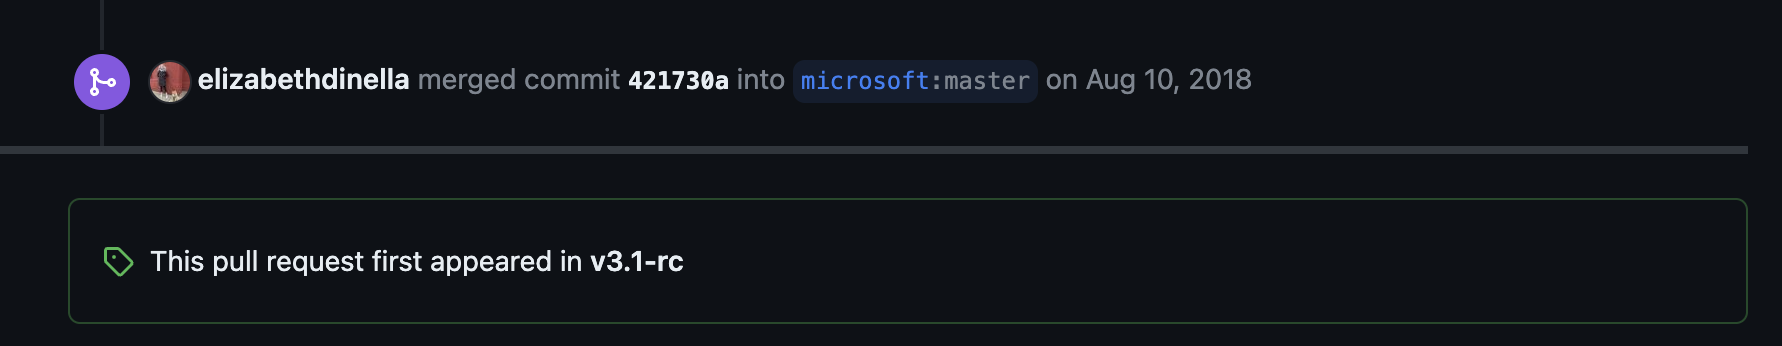 elizabethdinella merged commit 421730a into microsoft:master on Aug 10, 2018
This pull request first appeared in v3.1-rc